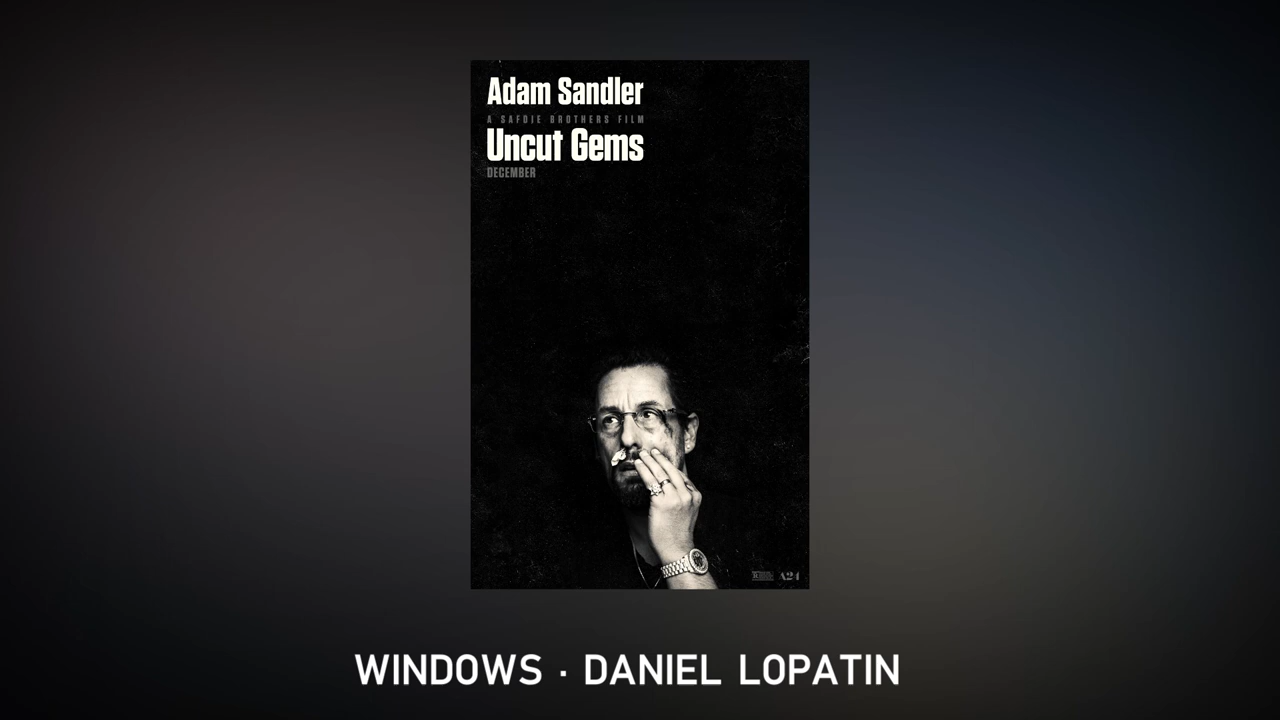 Adam Sandler
A SAFDIE BROTHERS FILM
Uncut Gems
DECEMBER
R
A24
WINDOWS · DANIEL LOPATIN